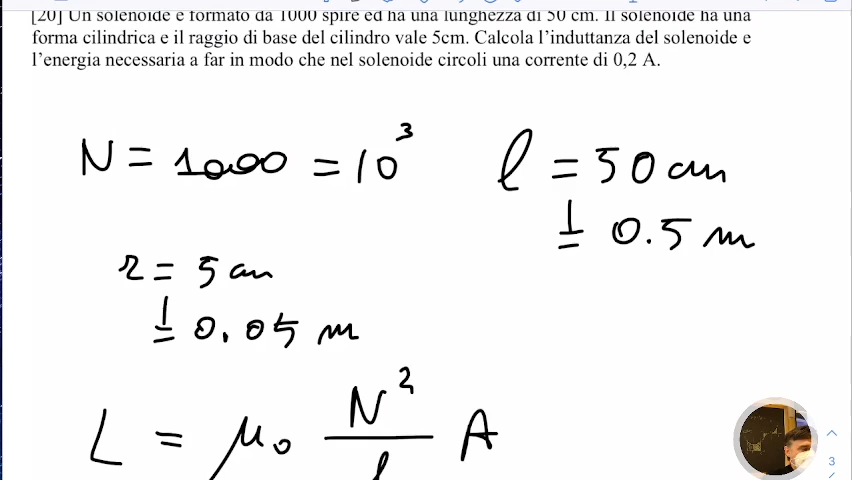 [20] Un solenoide è formato da 1000 spire ed ha una lunghezza di 50 cm. Il solenoide ha una
forma cilindrica e il raggio di base del cilindro vale 5cm. Calcola l'induttanza del solenoide e
l'energia necessaria a far in modo che nel solenoide circoli una corrente di 0,2 A.
N = 1000 = 10³ l = 50 cm
= 0.5 m
r = 5 cm
= 0.05 m
L = μ₀ N²/l A
3